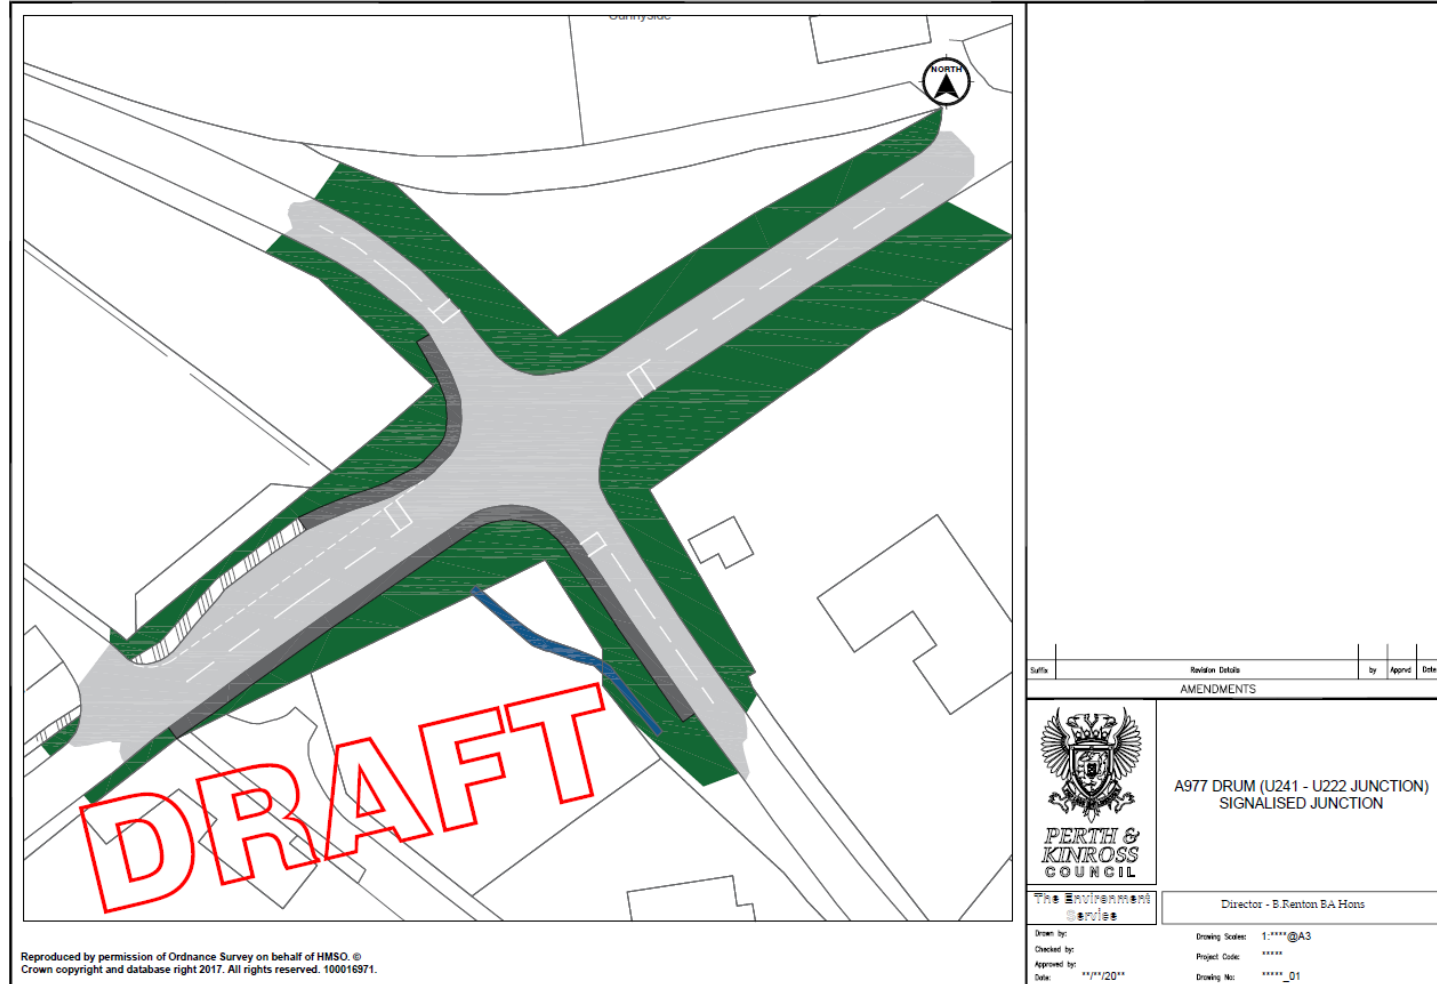 Sunnyside
NORTH
DRAFT
Suffix Revision Details by Apprvd Date
AMENDMENTS
PERTH &
KINROSS
COUNCIL
A977 DRUM (U241 - U222 JUNCTION)
SIGNALISED JUNCTION
The Environment
Service
Director - B.Renton BA Hons
Drawn by:
Checked by:
Approved by:
Date: **/**/20**
Drawing Scales: 1:****@A3
Project Code: *****
Drawing No: *****_01
Reproduced by permission of Ordnance Survey on behalf of HMSO. ©
Crown copyright and database right 2017. All rights reserved. 100016971.